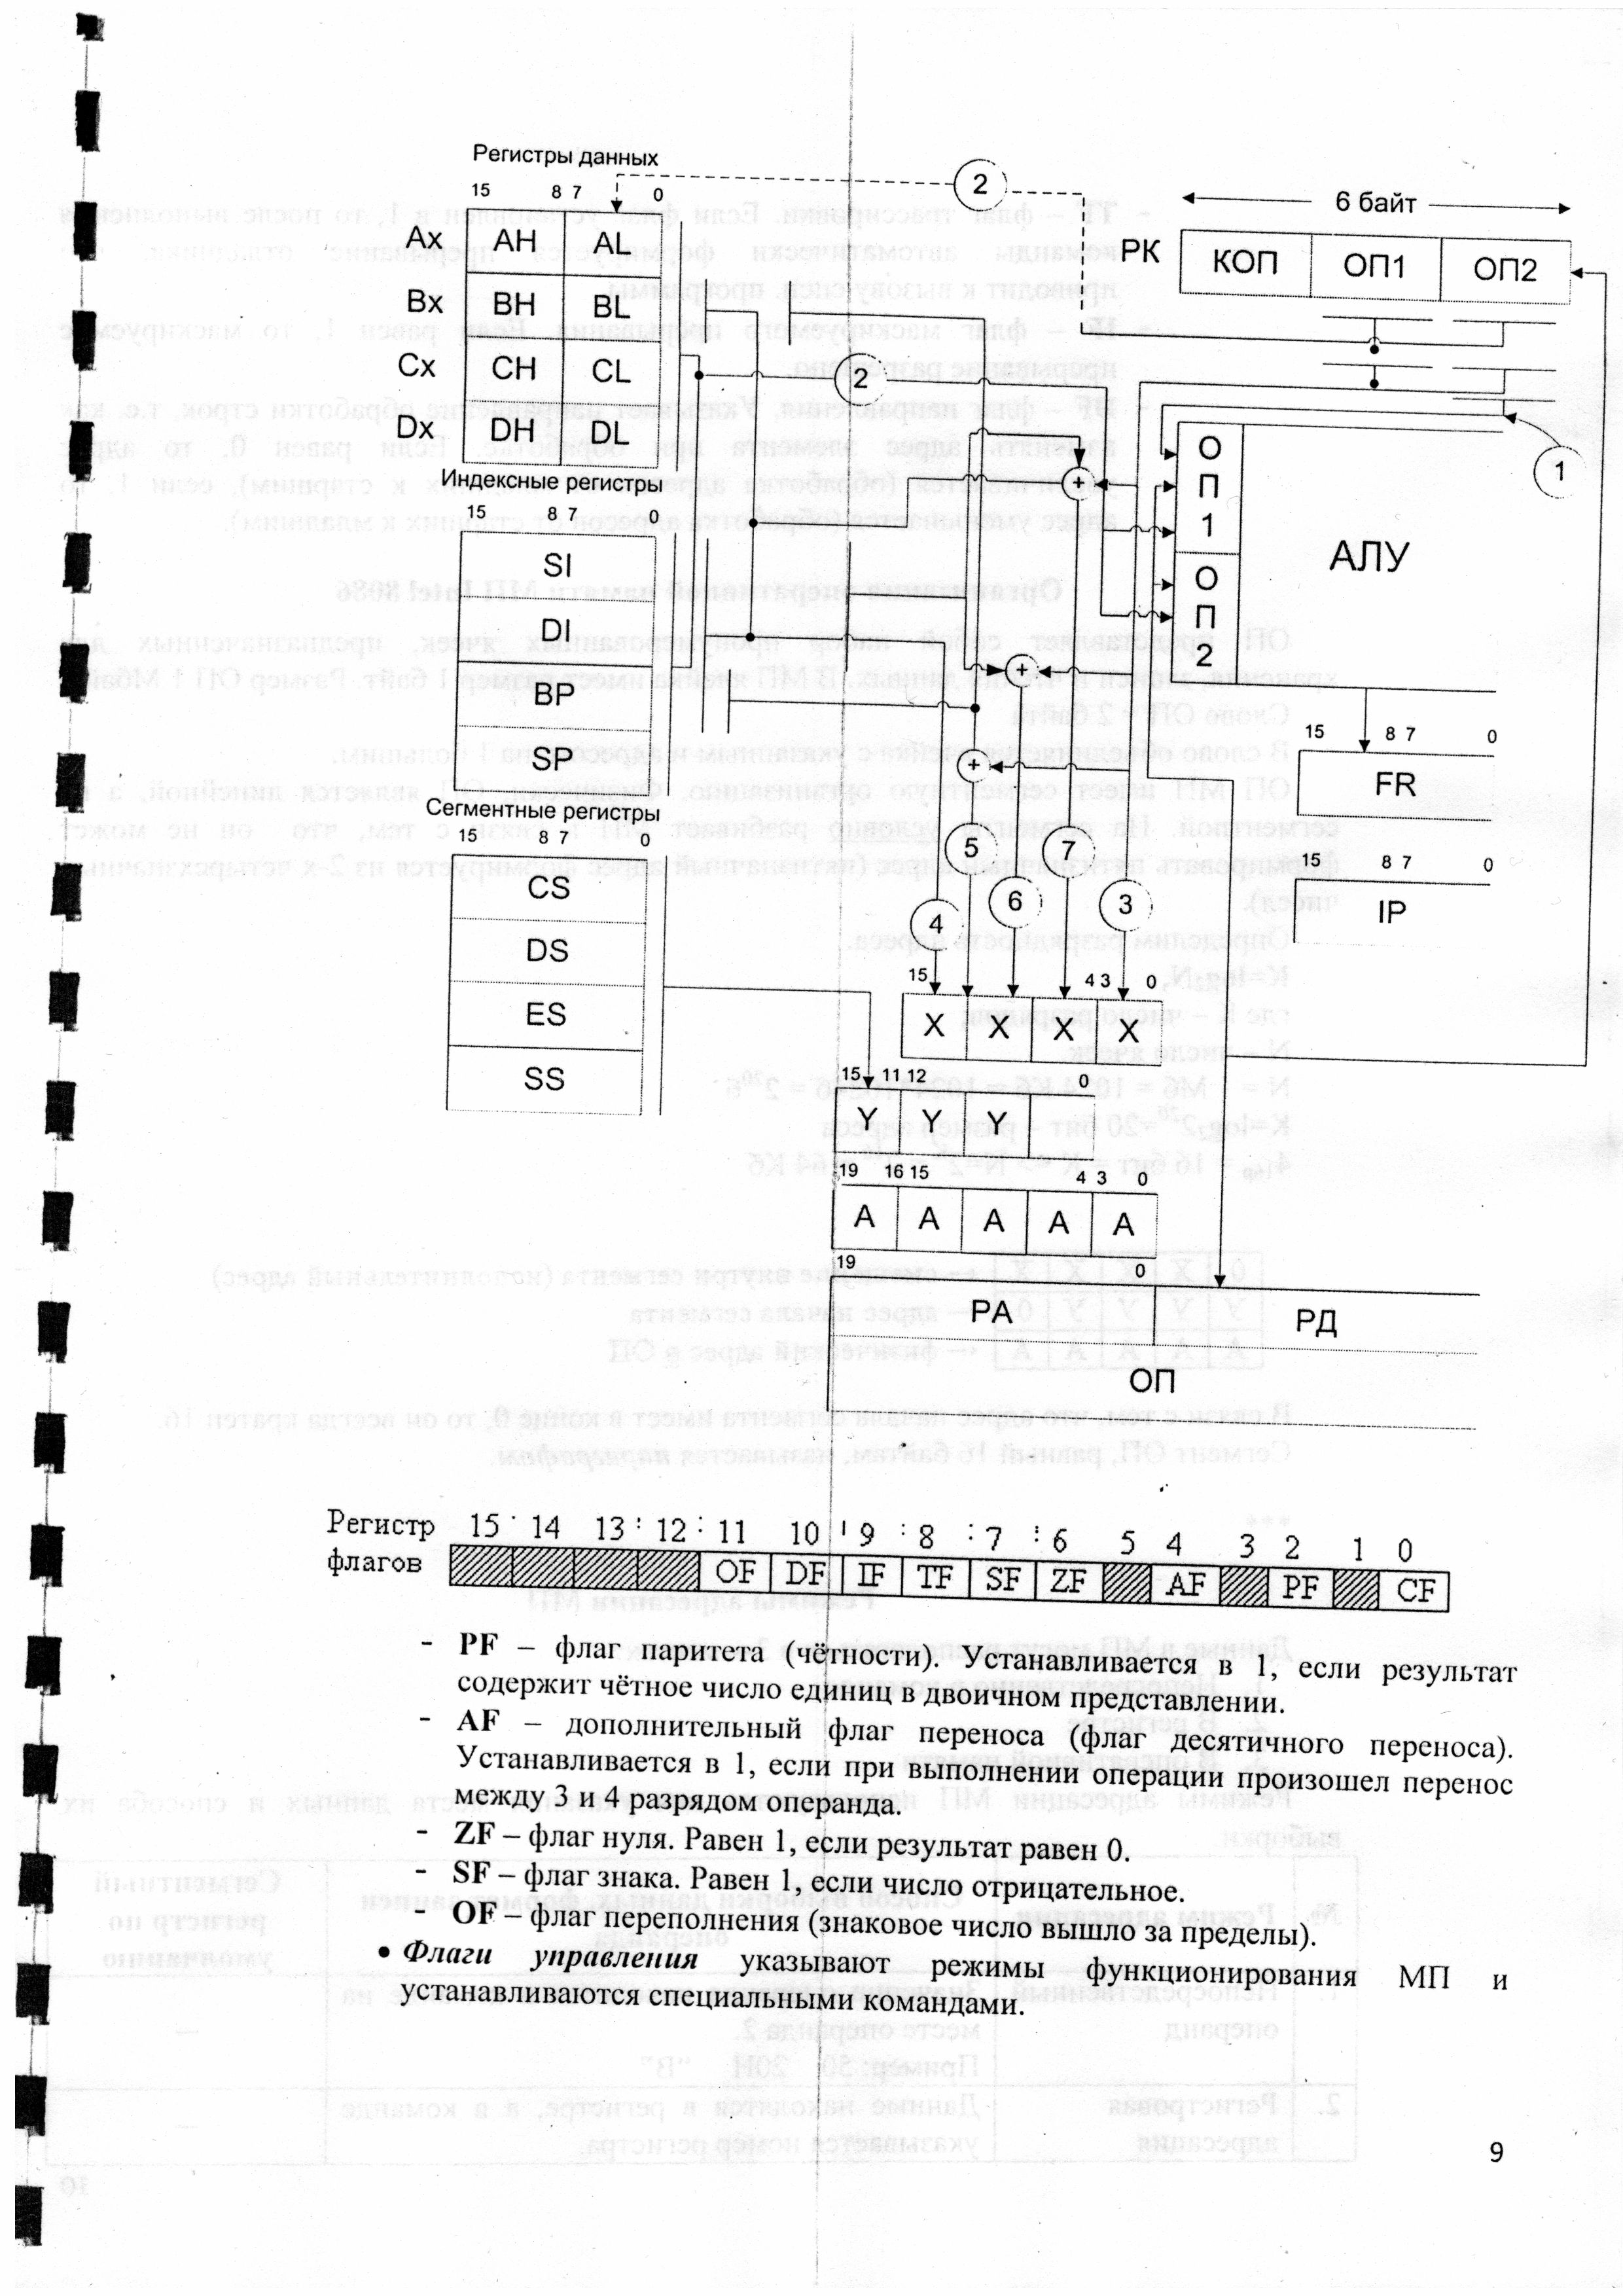 Регистры данных
15 8 7 0
Ax AH AL
Bx BH BL
Cx CH CL
Dx DH DL
2
6 байт
РК КОП ОП1 ОП2
2
1
Индексные регистры
15 8 7 0
SI
DI
BP
SP
ОП1
ОП2
АЛУ
+
+
+
15 8 7 0
FR
15 8 7 0
IP
Сегментные регистры
15 8 7 0
CS
DS
ES
SS
5 7
4 6 3
15 4 3 0
X X X X
15 11 12 0
Y Y Y
19 16 15 4 3 0
A A A A A
19 0
РА РД
ОП
Регистр 15 14 13 12 11 10 9 8 7 6 5 4 3 2 1 0
флагов OF DF IF TF SF ZF AF PF CF
- PF – флаг паритета (чётности). Устанавливается в 1, если результат
содержит чётное число единиц в двоичном представлении.
- AF – дополнительный флаг переноса (флаг десятичного переноса).
Устанавливается в 1, если при выполнении операции произошел перенос
между 3 и 4 разрядом операнда.
- ZF – флаг нуля. Равен 1, если результат равен 0.
- SF – флаг знака. Равен 1, если число отрицательное.
- OF – флаг переполнения (знаковое число вышло за пределы).
• Флаги управления указывают режимы функционирования МП и
устанавливаются специальными командами.
9